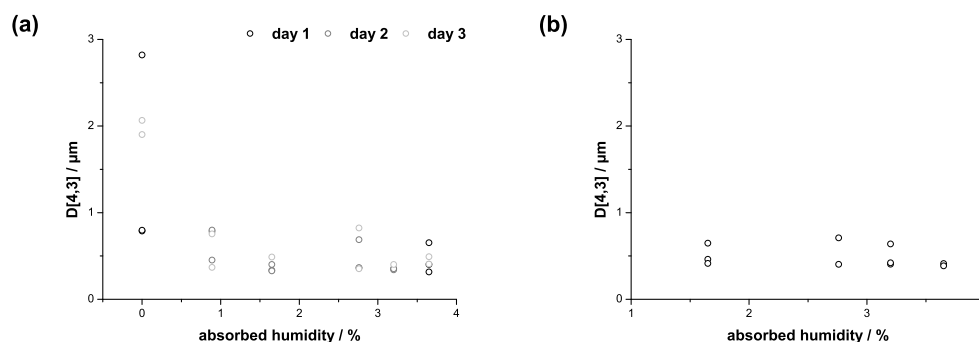 (a)
day 1 day 2 day 3
3
2
1
0
D[4,3] / µm
0 1 2 3 4
absorbed humidity / %
(b)
3
2
1
0
D[4,3] / µm
1 2 3
absorbed humidity / %